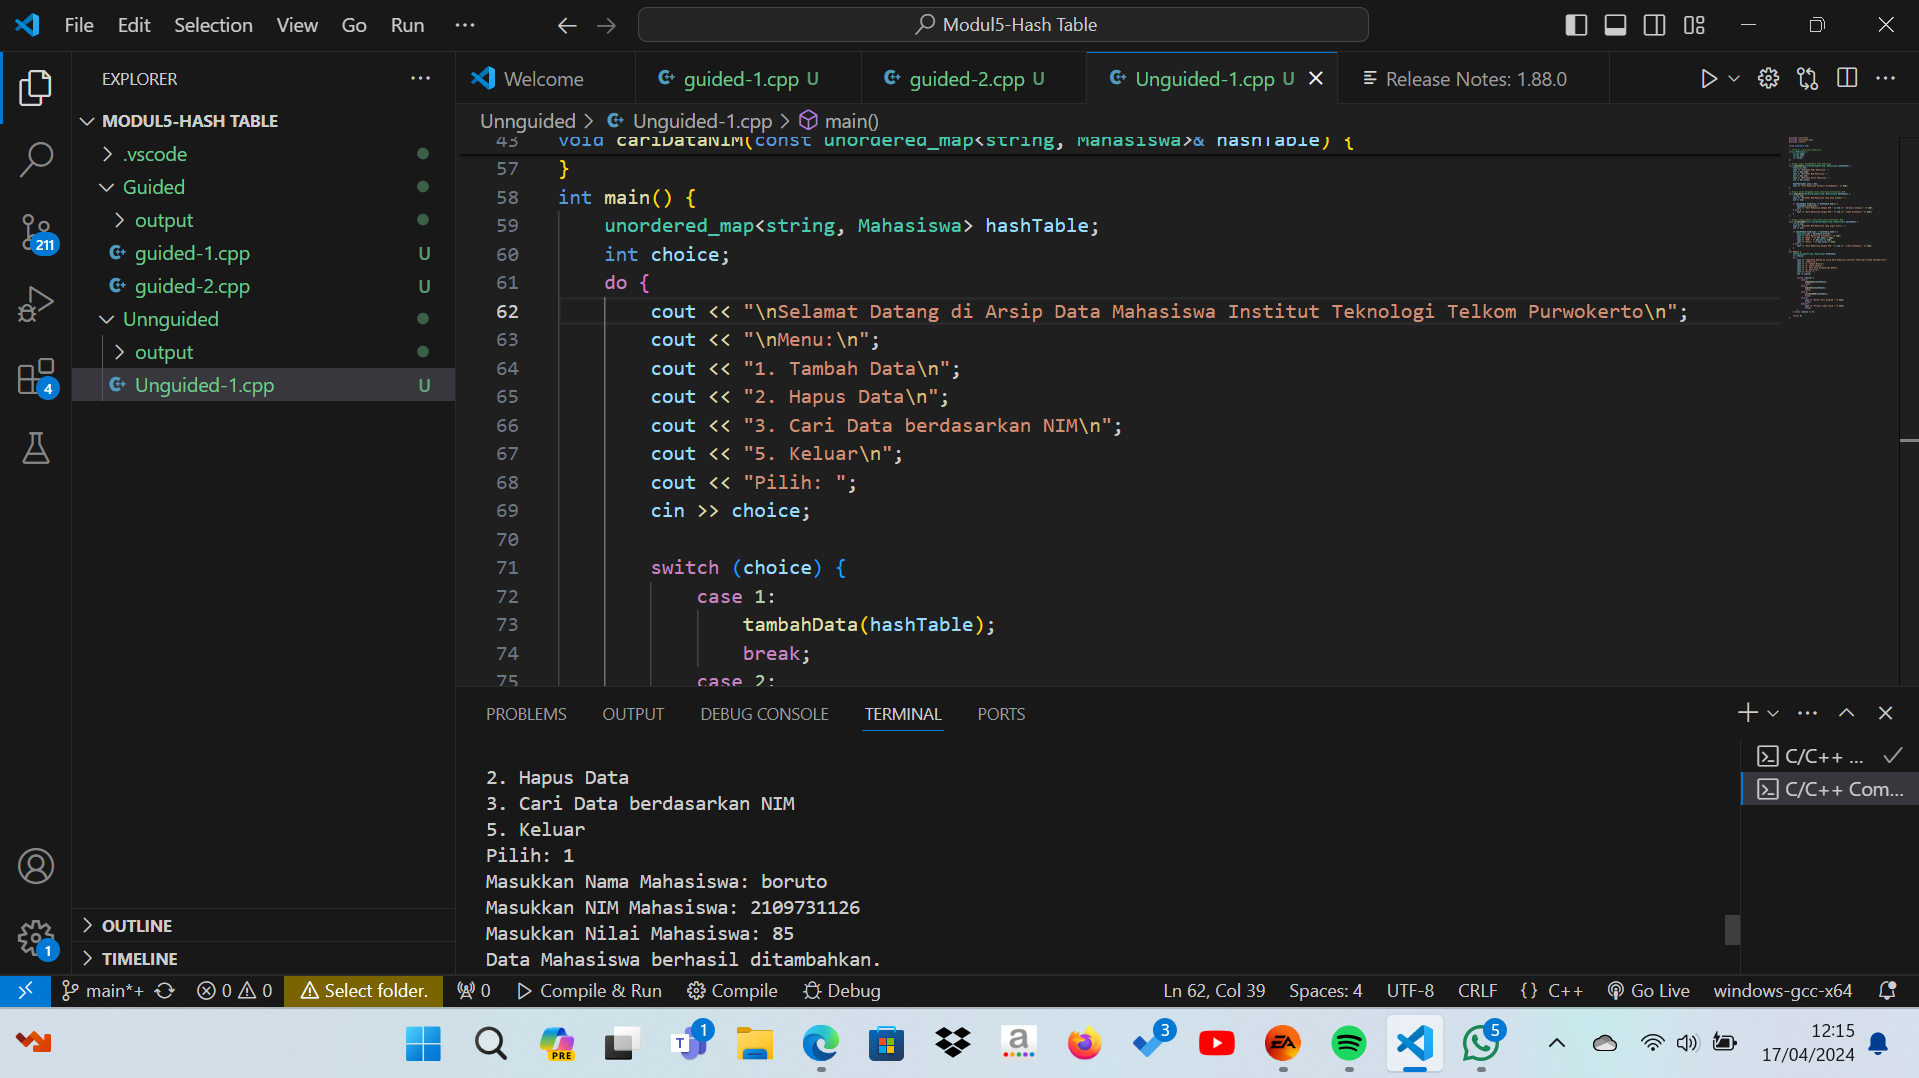 File Edit Selection View Go Run
Modul5-Hash Table
EXPLORER
MODUL5-HASH TABLE
.vscode
Guided
output
guided-1.cpp U
guided-2.cpp U
Unnguided
output
Unguided-1.cpp U
OUTLINE
TIMELINE
211
4
1
Welcome
guided-1.cpp U
guided-2.cpp U
Unguided-1.cpp U
Release Notes: 1.88.0
Unnguided > Unguided-1.cpp > main()
43 void cariDataNIM(const unordered_map<string, Mahasiswa>& hashTable) {
57 }
58 int main() {
59 unordered_map<string, Mahasiswa> hashTable;
60 int choice;
61 do {
62 cout << "\nSelamat Datang di Arsip Data Mahasiswa Institut Teknologi Telkom Purwokerto\n";
63 cout << "\nMenu:\n";
64 cout << "1. Tambah Data\n";
65 cout << "2. Hapus Data\n";
66 cout << "3. Cari Data berdasarkan NIM\n";
67 cout << "5. Keluar\n";
68 cout << "Pilih: ";
69 cin >> choice;
70
71 switch (choice) {
72 case 1:
73 tambahData(hashTable);
74 break;
75 case 2:
PROBLEMS OUTPUT DEBUG CONSOLE TERMINAL PORTS
2. Hapus Data
3. Cari Data berdasarkan NIM
5. Keluar
Pilih: 1
Masukkan Nama Mahasiswa: boruto
Masukkan NIM Mahasiswa: 2109731126
Masukkan Nilai Mahasiswa: 85
Data Mahasiswa berhasil ditambahkan.
C/C++ ...
C/C++ Com...
main*+ 0 0 Select folder. 0 Compile & Run Compile Debug Ln 62, Col 39 Spaces: 4 UTF-8 CRLF {} C++ Go Live windows-gcc-x64
PRE
T
1
a
3
EA
5
12:15
17/04/2024